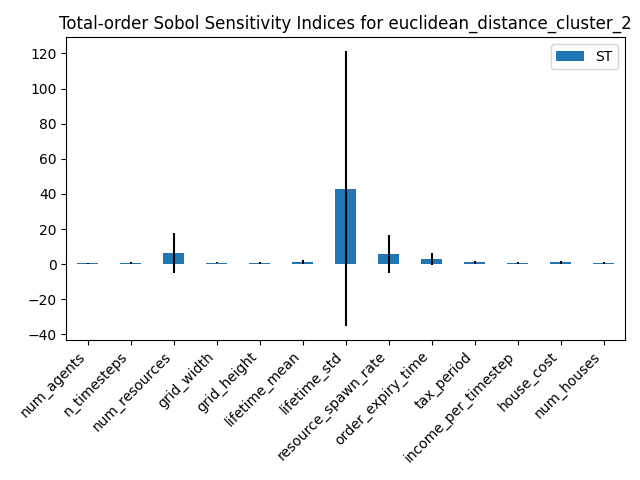 Total-order Sobol Sensitivity Indices for euclidean_distance_cluster_2
ST
120
100
80
60
40
20
0
−20
−40
num_agents
n_timesteps
num_resources
grid_width
grid_height
lifetime_mean
lifetime_std
resource_spawn_rate
order_expiry_time
tax_period
income_per_timestep
house_cost
num_houses